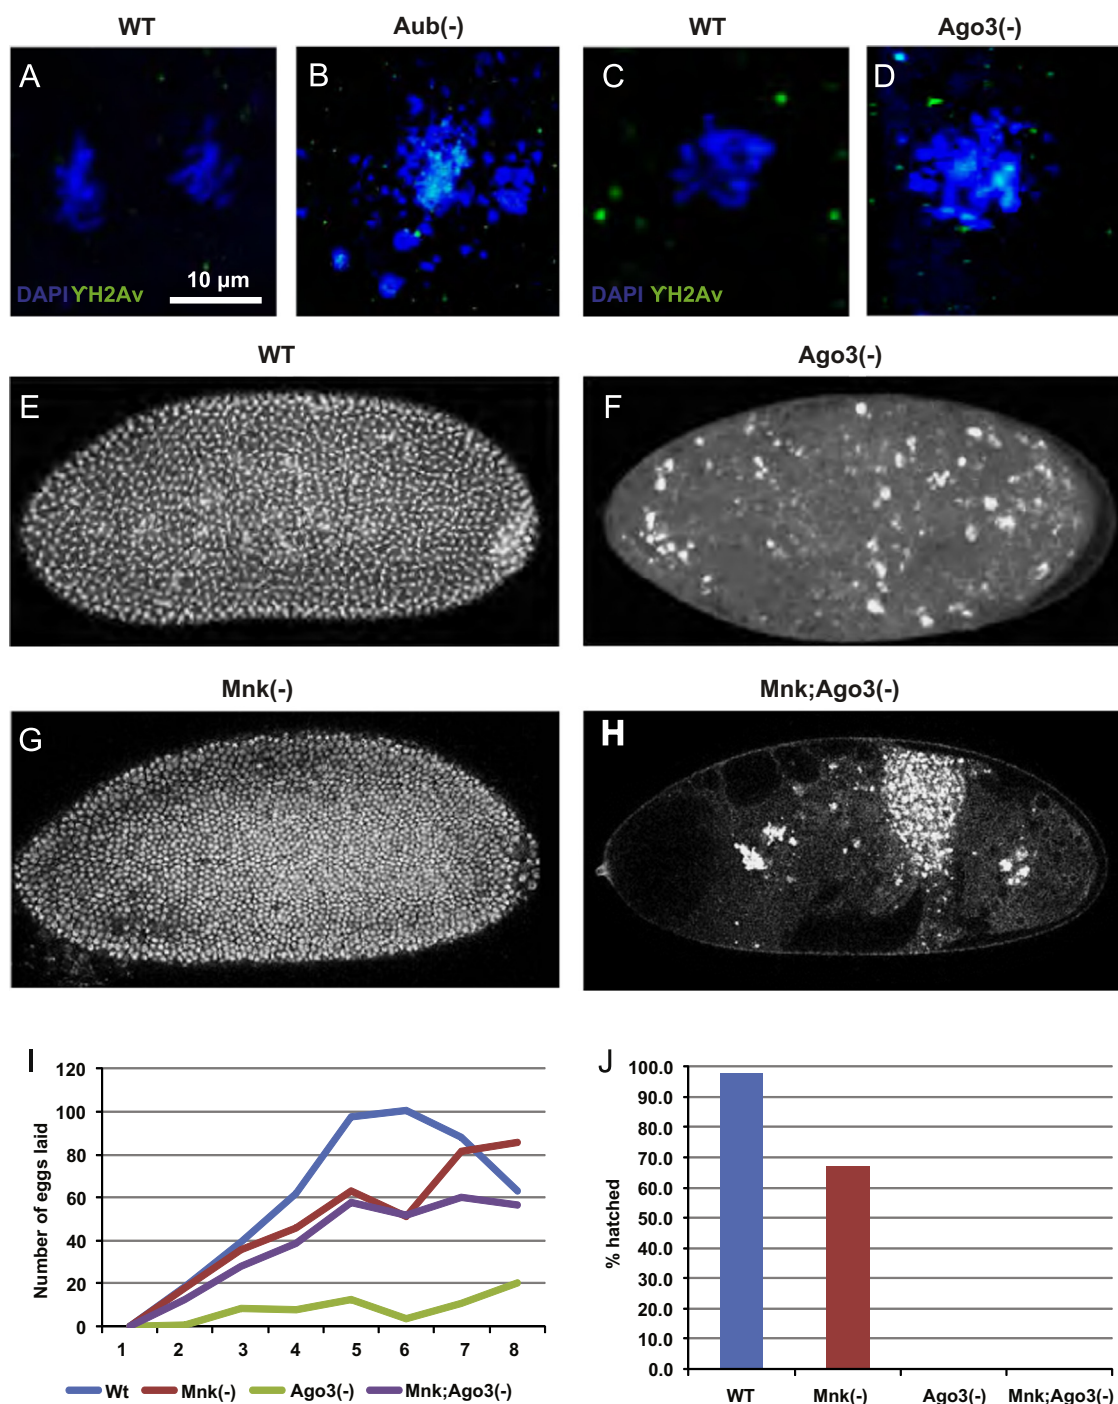 WT Aub(-) WT Ago3(-)
A B C D
DAPI ϒH2Av 10 µm DAPI ϒH2Av
WT Ago3(-)
E F
Mnk(-) Mnk;Ago3(-)
G H
I
Number of eggs laid
120
100
80
60
40
20
0
1 2 3 4 5 6 7 8
Wt Mnk(-) Ago3(-) Mnk;Ago3(-)
J
% hatched
100.0
90.0
80.0
70.0
60.0
50.0
40.0
30.0
20.0
10.0
0.0
WT Mnk(-) Ago3(-) Mnk;Ago3(-)